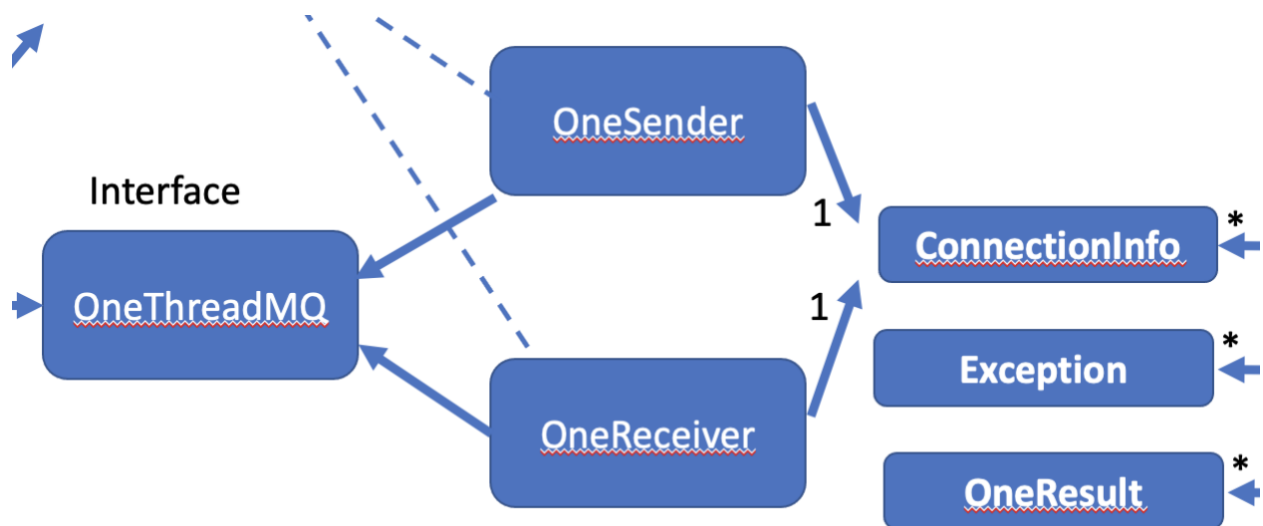 OneSender
Interface
1
ConnectionInfo
*
OneThreadMQ
1
Exception
*
OneReceiver
OneResult
*